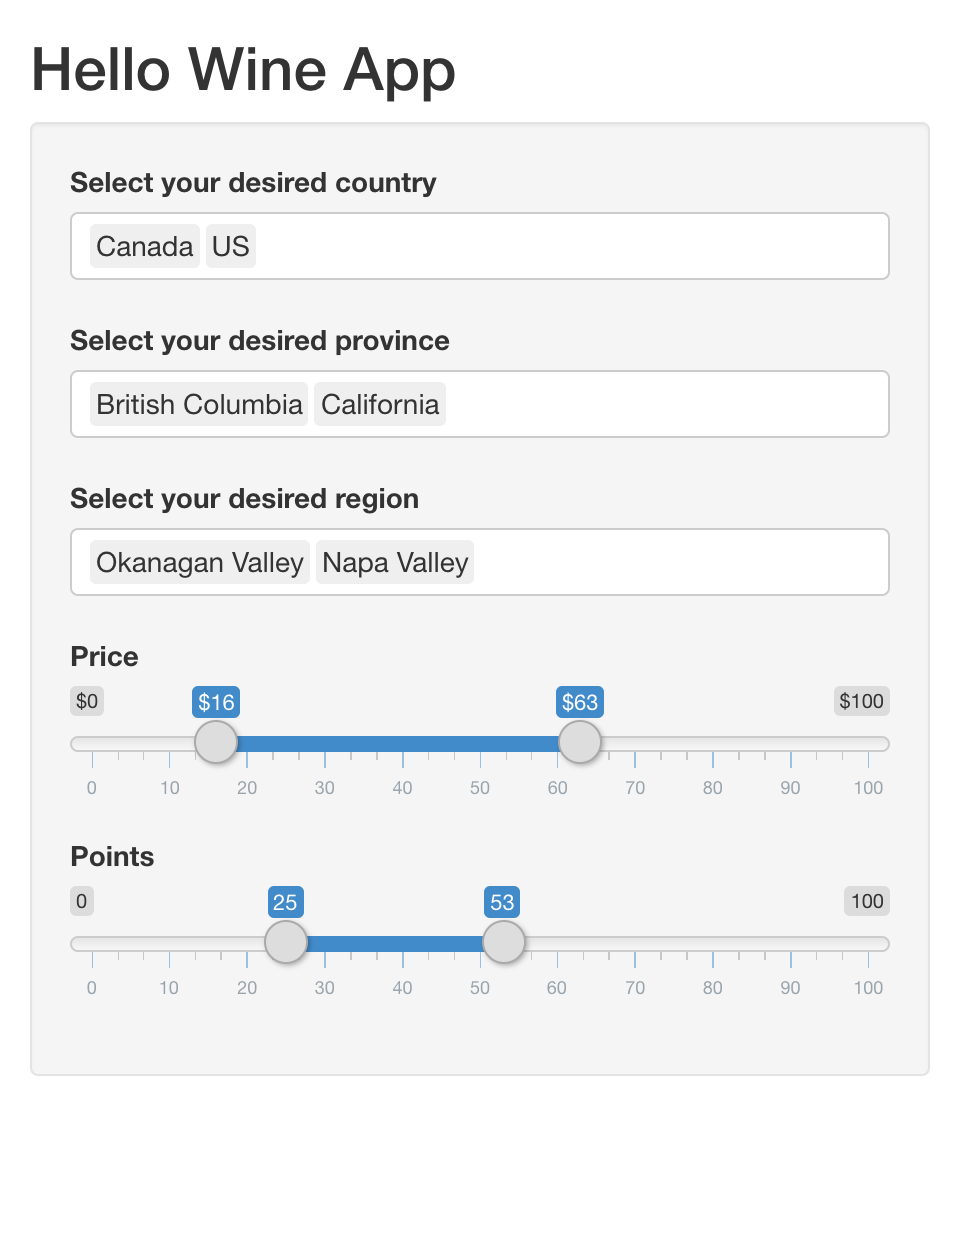 Hello Wine App
Select your desired country
Canada US
Select your desired province
British Columbia California
Select your desired region
Okanagan Valley Napa Valley
Price
$0 $16 $63 $100
0 10 20 30 40 50 60 70 80 90 100
Points
0 25 53 100
0 10 20 30 40 50 60 70 80 90 100